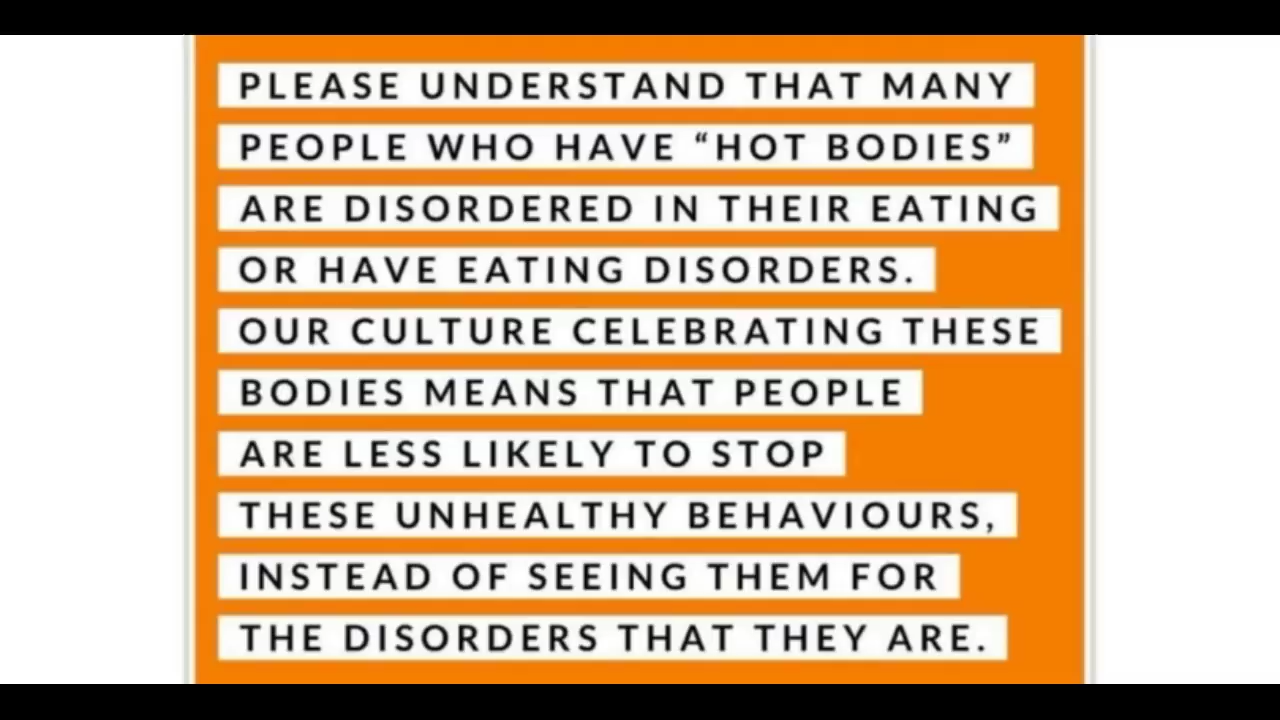 PLEASE UNDERSTAND THAT MANY
PEOPLE WHO HAVE “HOT BODIES”
ARE DISORDERED IN THEIR EATING
OR HAVE EATING DISORDERS.
OUR CULTURE CELEBRATING THESE
BODIES MEANS THAT PEOPLE
ARE LESS LIKELY TO STOP
THESE UNHEALTHY BEHAVIOURS,
INSTEAD OF SEEING THEM FOR
THE DISORDERS THAT THEY ARE.